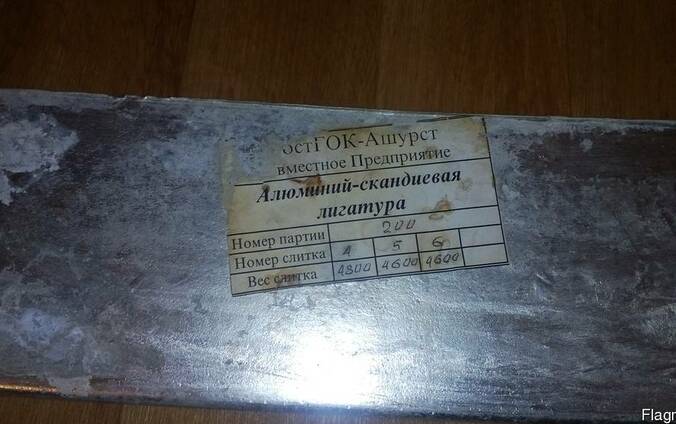 остГОК-Ашурст
вместное Предприятие
Алюминий-скандиевая
лигатура
Номер партии 200
Номер слитка 4 5 6
Вес слитка 4800 4600 4600
Flagr